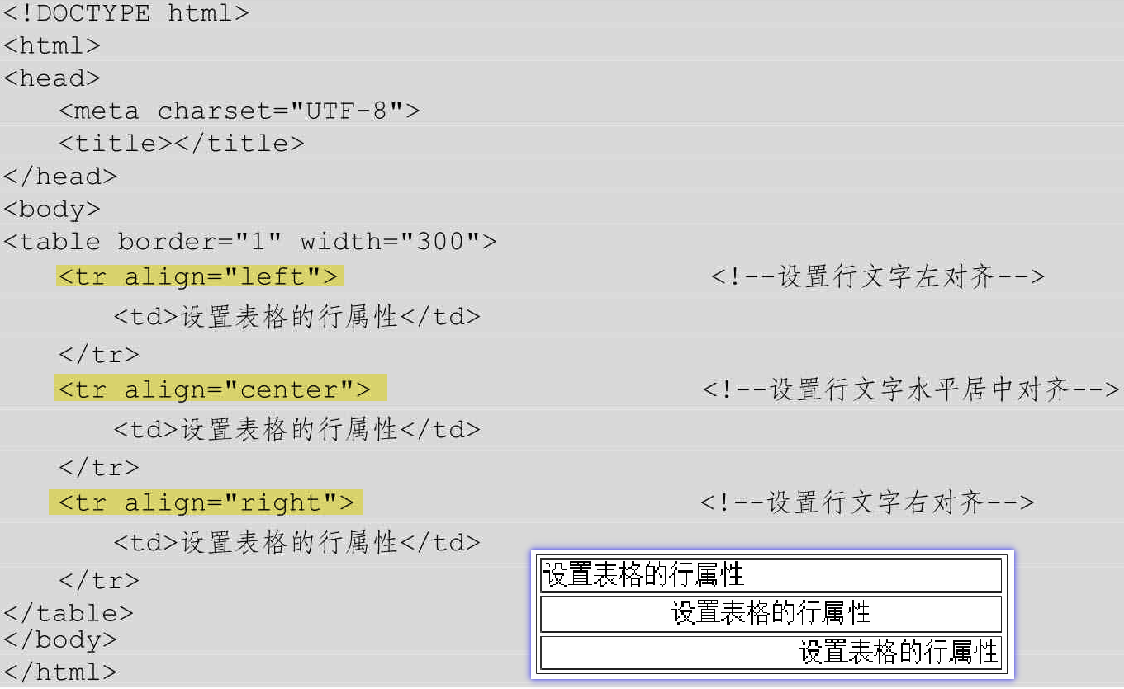 <!DOCTYPE html>
<html>
<head>
<meta charset="UTF-8">
<title></title>
</head>
<body>
<table border="1" width="300">
<tr align="left"> <!--设置行文字左对齐-->
<td>设置表格的行属性</td>
</tr>
<tr align="center"> <!--设置行文字水平居中对齐-->
<td>设置表格的行属性</td>
</tr>
<tr align="right"> <!--设置行文字右对齐-->
<td>设置表格的行属性</td>
</tr>
</table>
</body>
</html>
设置表格的行属性
设置表格的行属性
设置表格的行属性